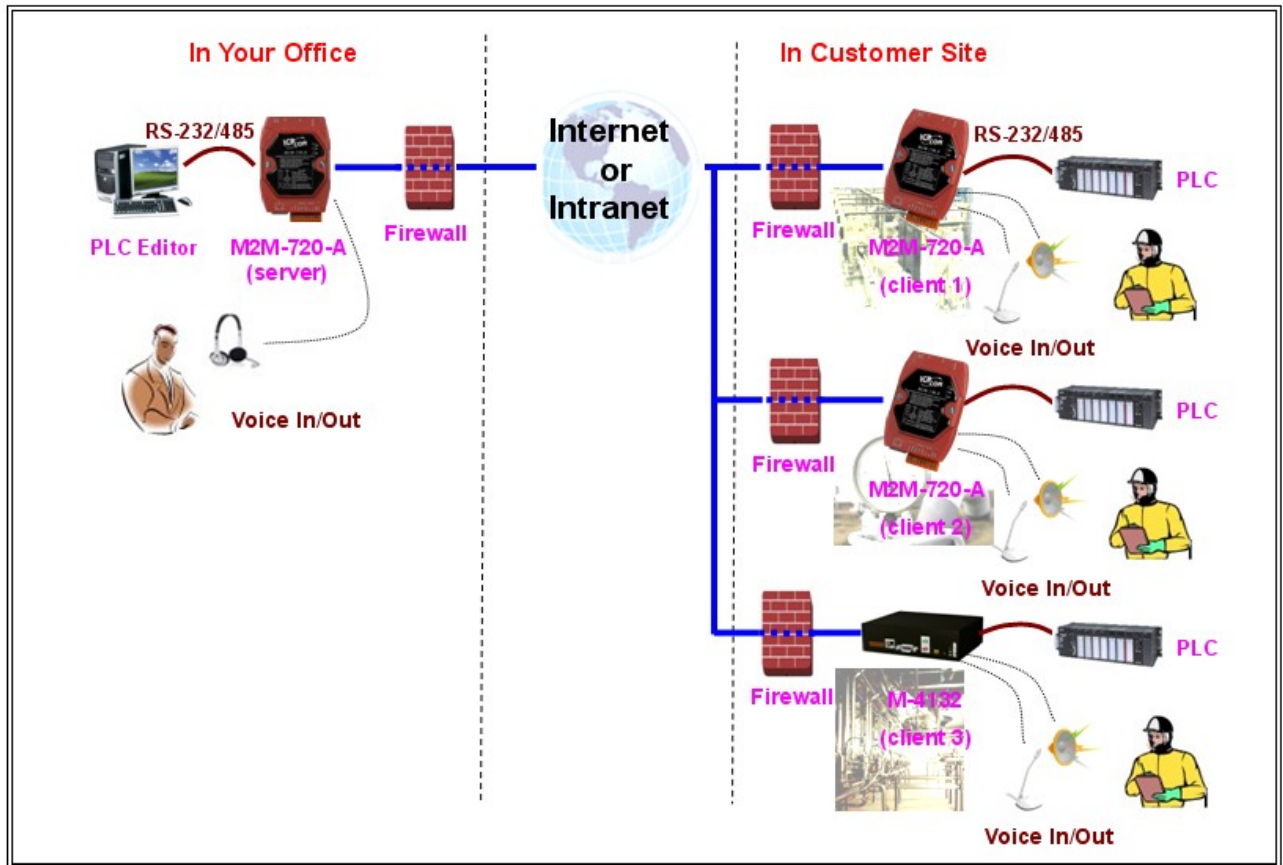 In Your Office
In Customer Site
RS-232/485
PLC Editor
M2M-720-A
(server)
Firewall
Voice In/Out
Internet
or
Intranet
Firewall
M2M-720-A
(client 1)
RS-232/485
PLC
Voice In/Out
Firewall
M2M-720-A
(client 2)
PLC
Voice In/Out
Firewall
M-4132
(client 3)
PLC
Voice In/Out